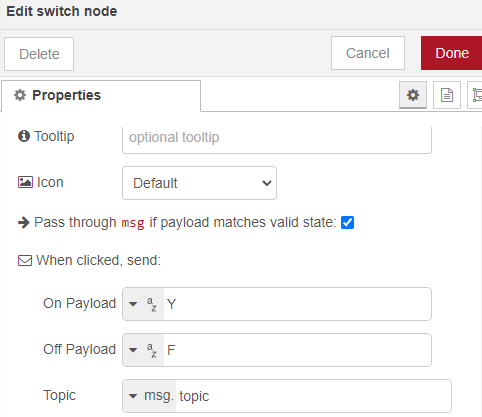 Edit switch node
Delete
Cancel
Done
Properties
Tooltip
optional tooltip
Icon
Default
Pass through msg if payload matches valid state:
When clicked, send:
On Payload
a
z
Y
Off Payload
a
z
F
Topic
msg. topic